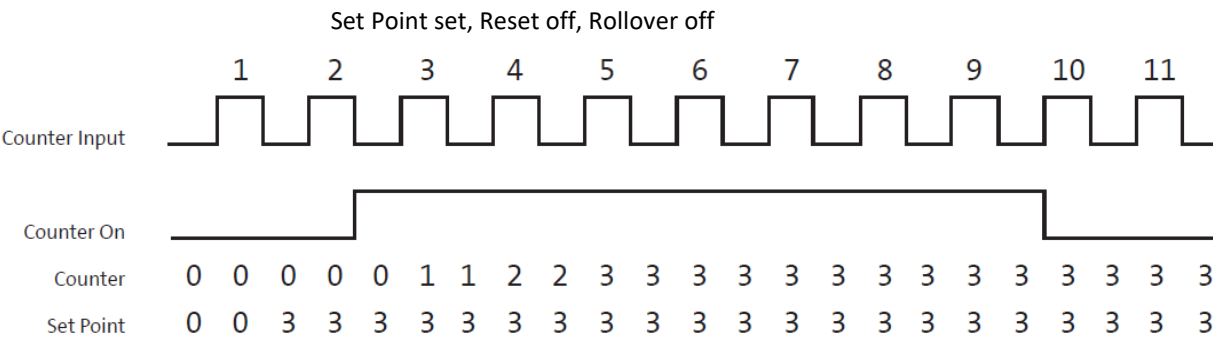 Set Point set, Reset off, Rollover off
1 2 3 4 5 6 7 8 9 10 11
Counter Input
Counter On
Counter 0 0 0 0 0 1 1 2 2 3 3 3 3 3 3 3 3 3 3 3 3 3 3
Set Point 0 0 3 3 3 3 3 3 3 3 3 3 3 3 3 3 3 3 3 3 3 3 3